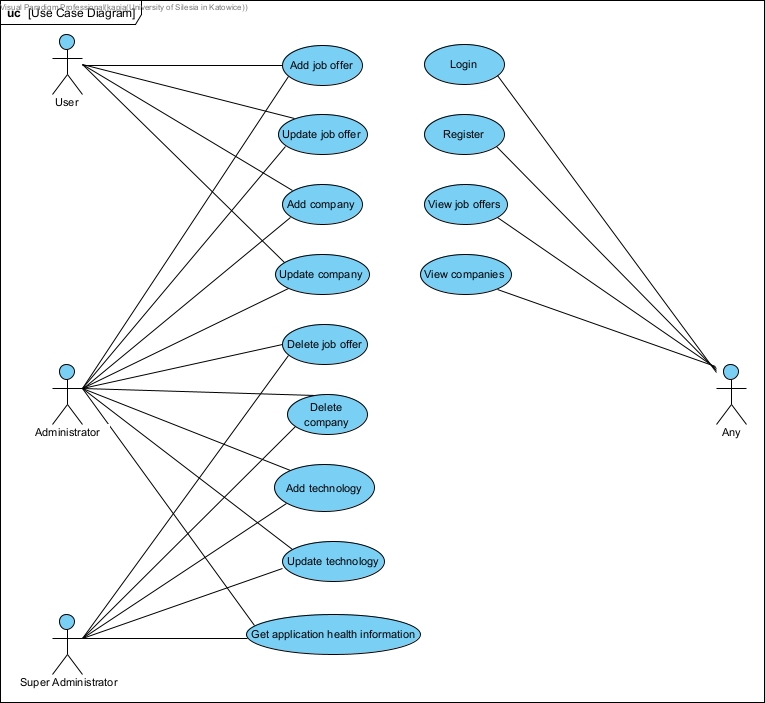 Visual Paradigm Professional(kapia(University of Silesia in Katowice))
uc [Use Case Diagram]
User
Add job offer
Update job offer
Add company
Update company
Login
Register
View job offers
View companies
Delete job offer
Delete
company
Add technology
Update technology
Get application health information
Administrator
Any
Super Administrator